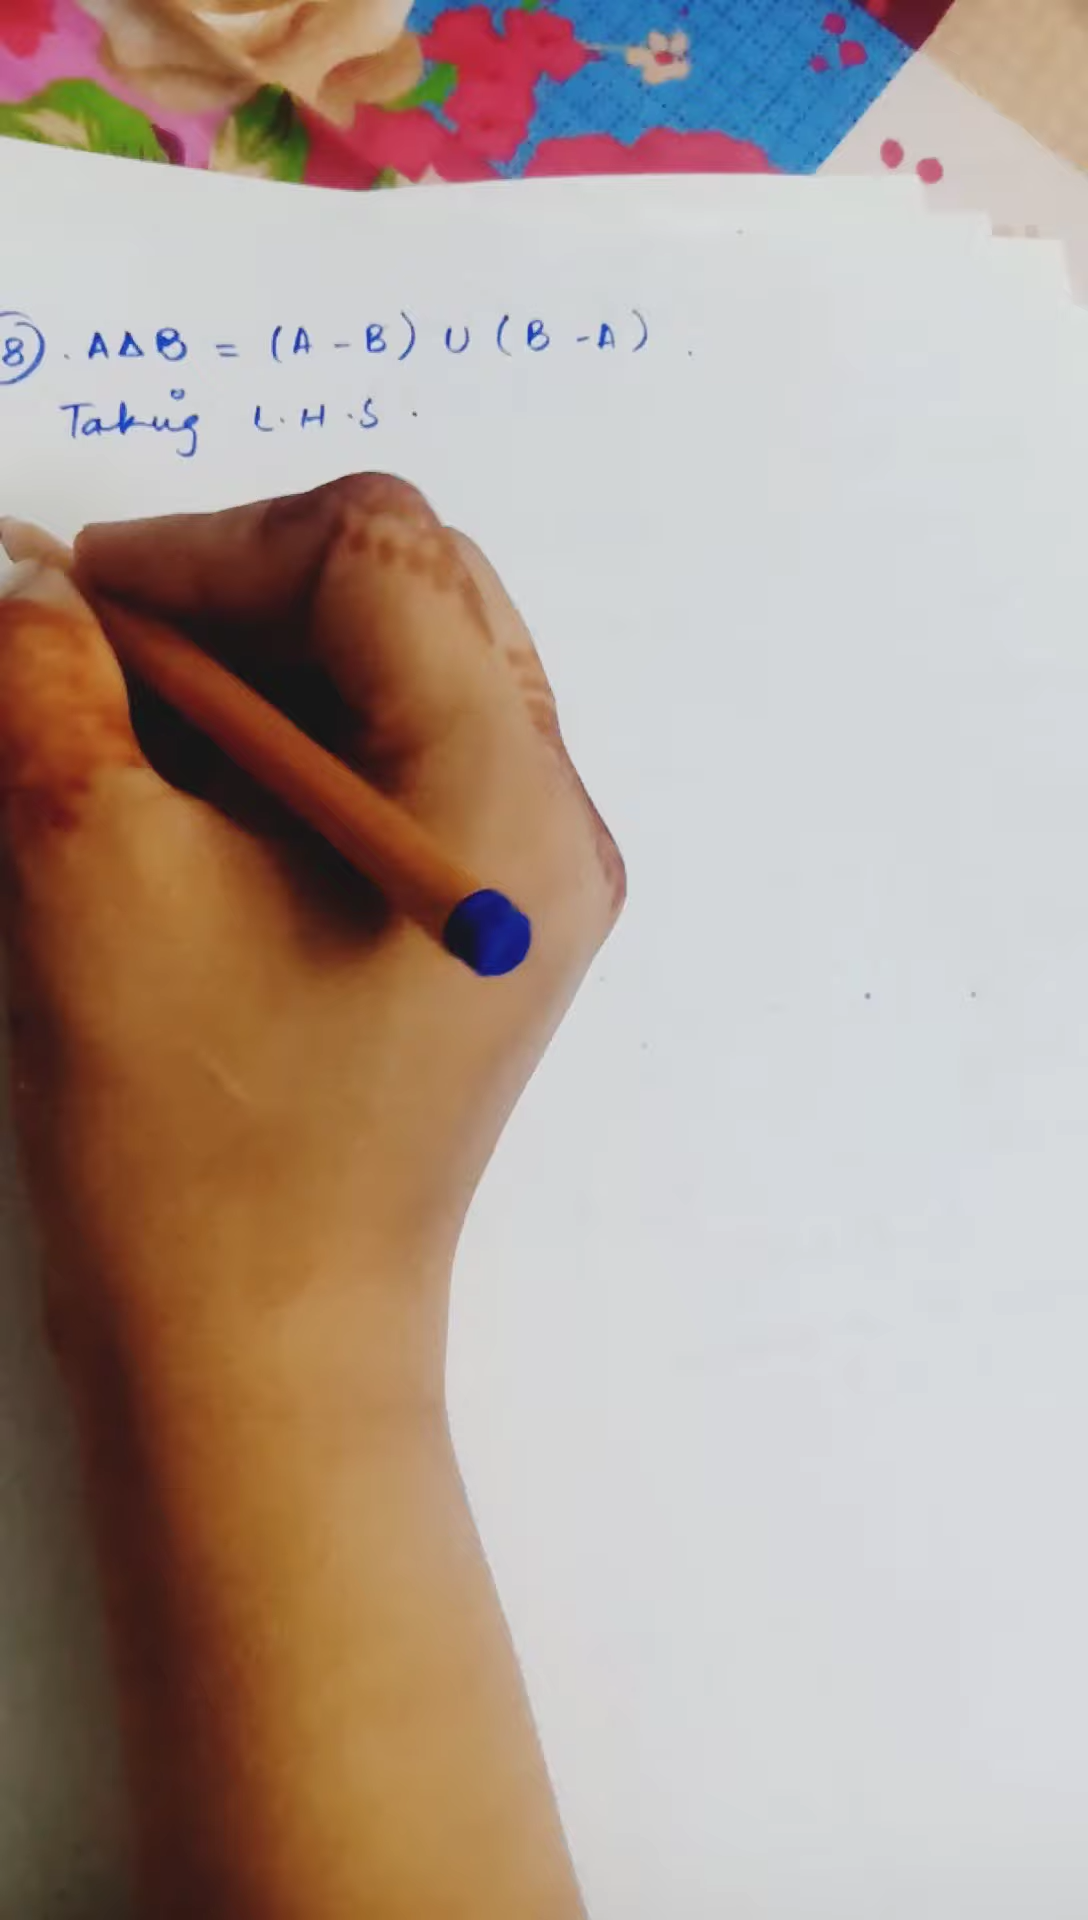 8). A∆B = (A - B) ∪ (B - A).
Taking L.H.S.